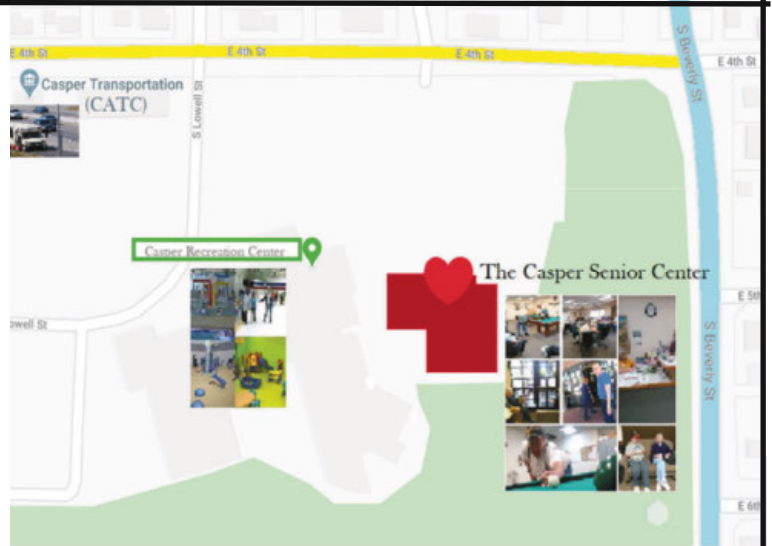 E 4th St
E 4th St
E 4th St
E 4th St
S Beverly St
Casper Transportation
(CATC)
S Lowell St
Casper Recreation Center
The Casper Senior Center
E 5th
owell St
S Beverly St
E 6th